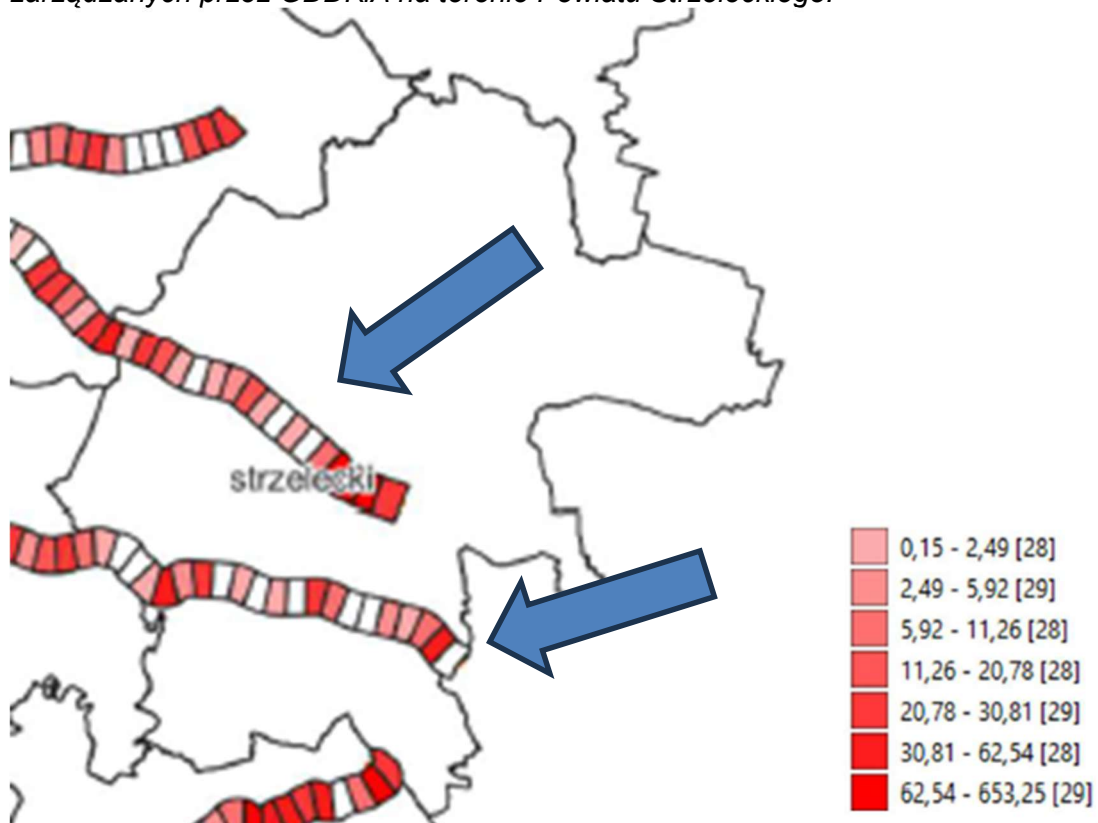 zarządzanych przez GDDKiA na terenie Powiatu Strzeleckiego.
strzelecki
0,15 - 2,49 [28]
2,49 - 5,92 [29]
5,92 - 11,26 [28]
11,26 - 20,78 [28]
20,78 - 30,81 [29]
30,81 - 62,54 [28]
62,54 - 653,25 [29]